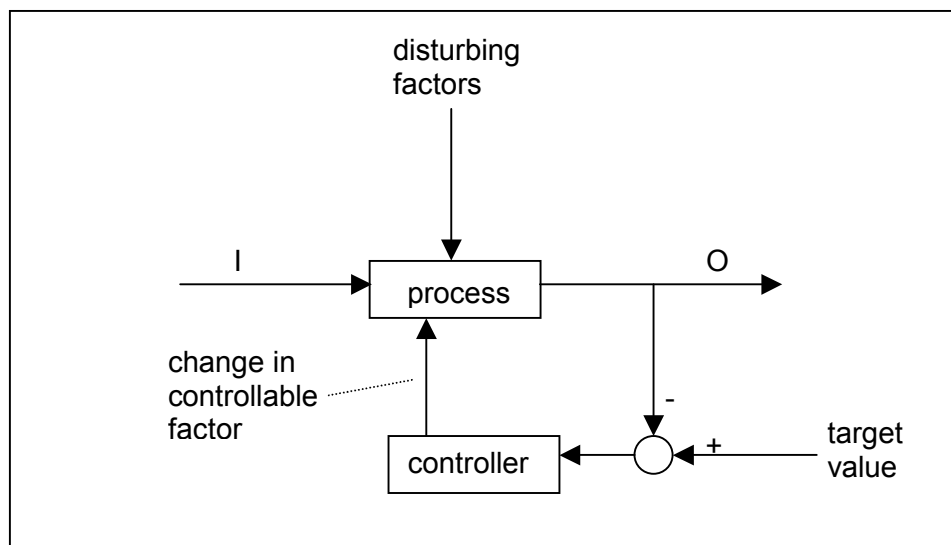 disturbing
factors
I
O
process
change in
controllable
factor
-
+
target
value
controller